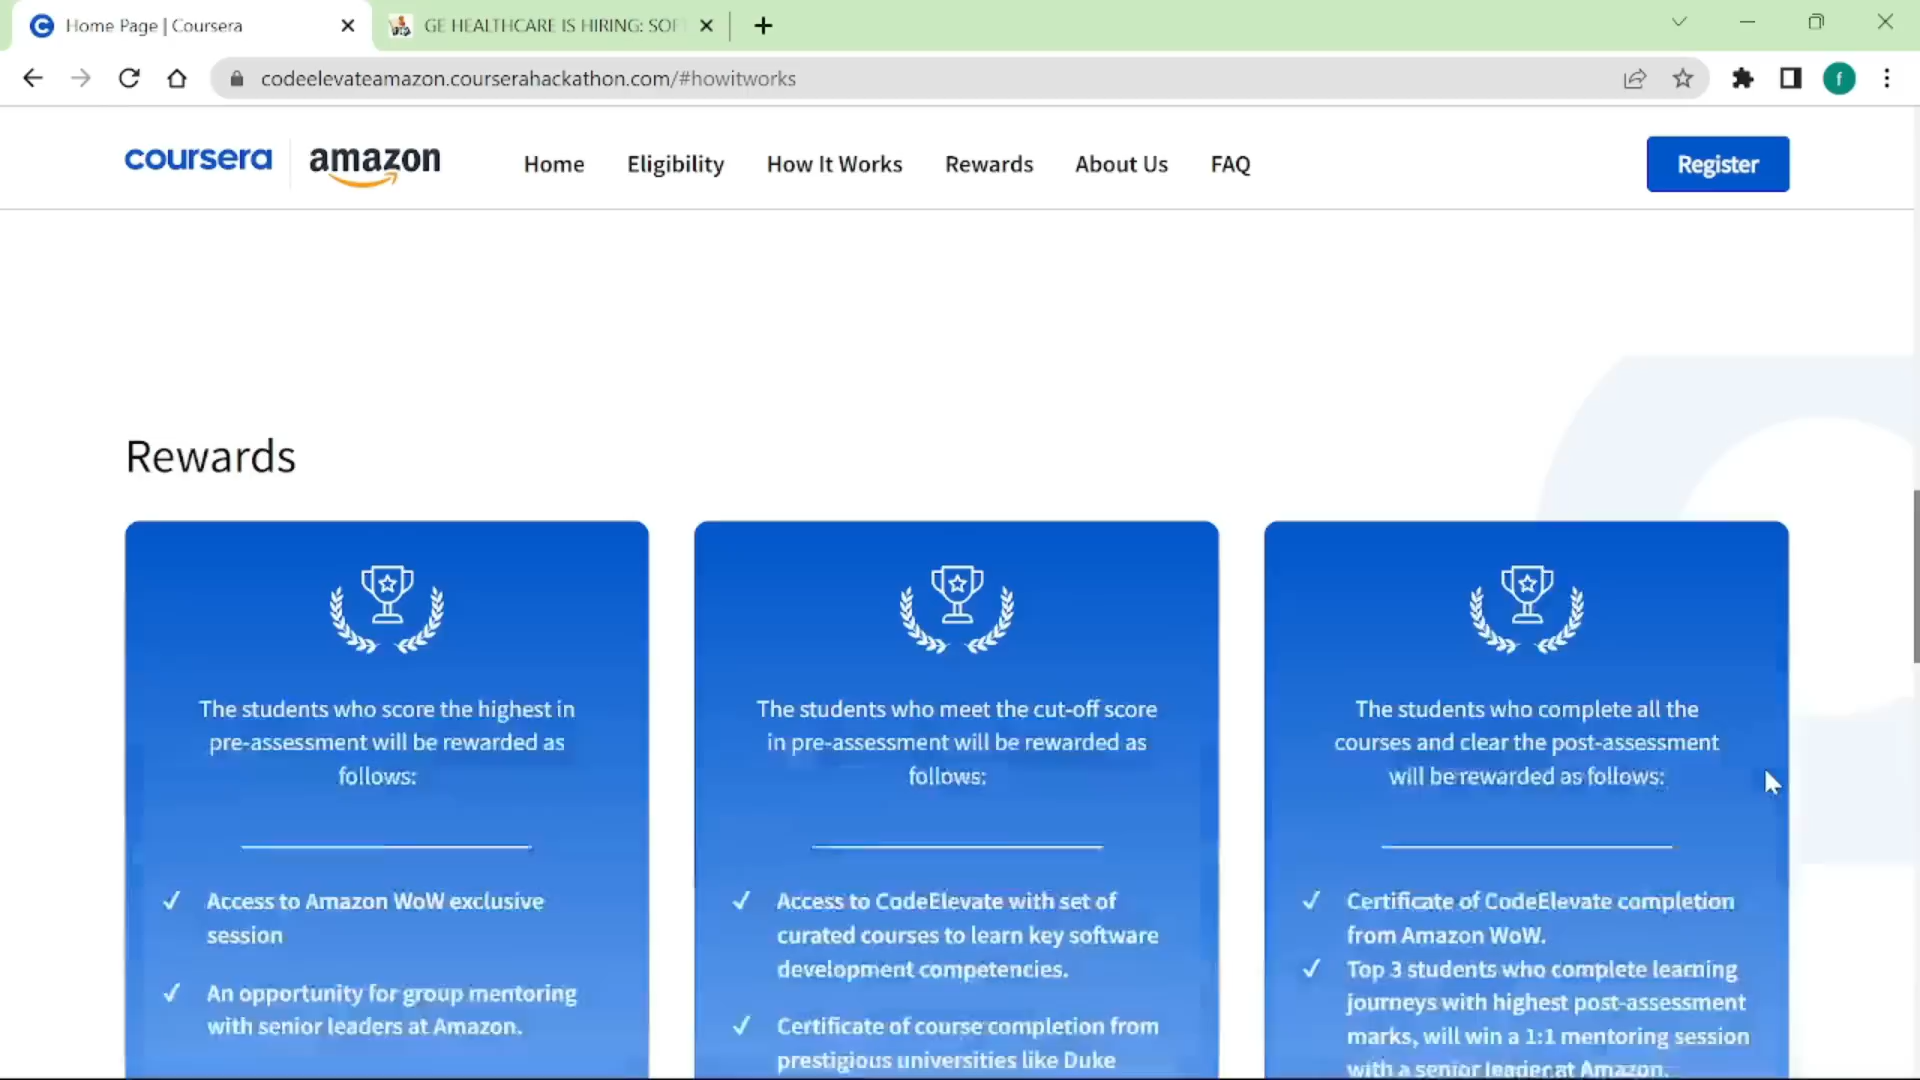 Home Page | Coursera
GE HEALTHCARE IS HIRING: SOF
codeelevateamazon.courserahackathon.com/#howitworks
f
coursera
amazon
Home
Eligibility
How It Works
Rewards
About Us
FAQ
Register
Rewards
The students who score the highest in
pre-assessment will be rewarded as
follows:
✓ Access to Amazon WoW exclusive
session
✓ An opportunity for group mentoring
with senior leaders at Amazon.
The students who meet the cut-off score
in pre-assessment will be rewarded as
follows:
✓ Access to CodeElevate with set of
curated courses to learn key software
development competencies.
✓ Certificate of course completion from
prestigious universities like Duke
The students who complete all the
courses and clear the post-assessment
will be rewarded as follows:
✓ Certificate of CodeElevate completion
from Amazon WoW.
✓ Top 3 students who complete learning
journeys with highest post-assessment
marks, will win a 1:1 mentoring session
with a senior leader at Amazon.